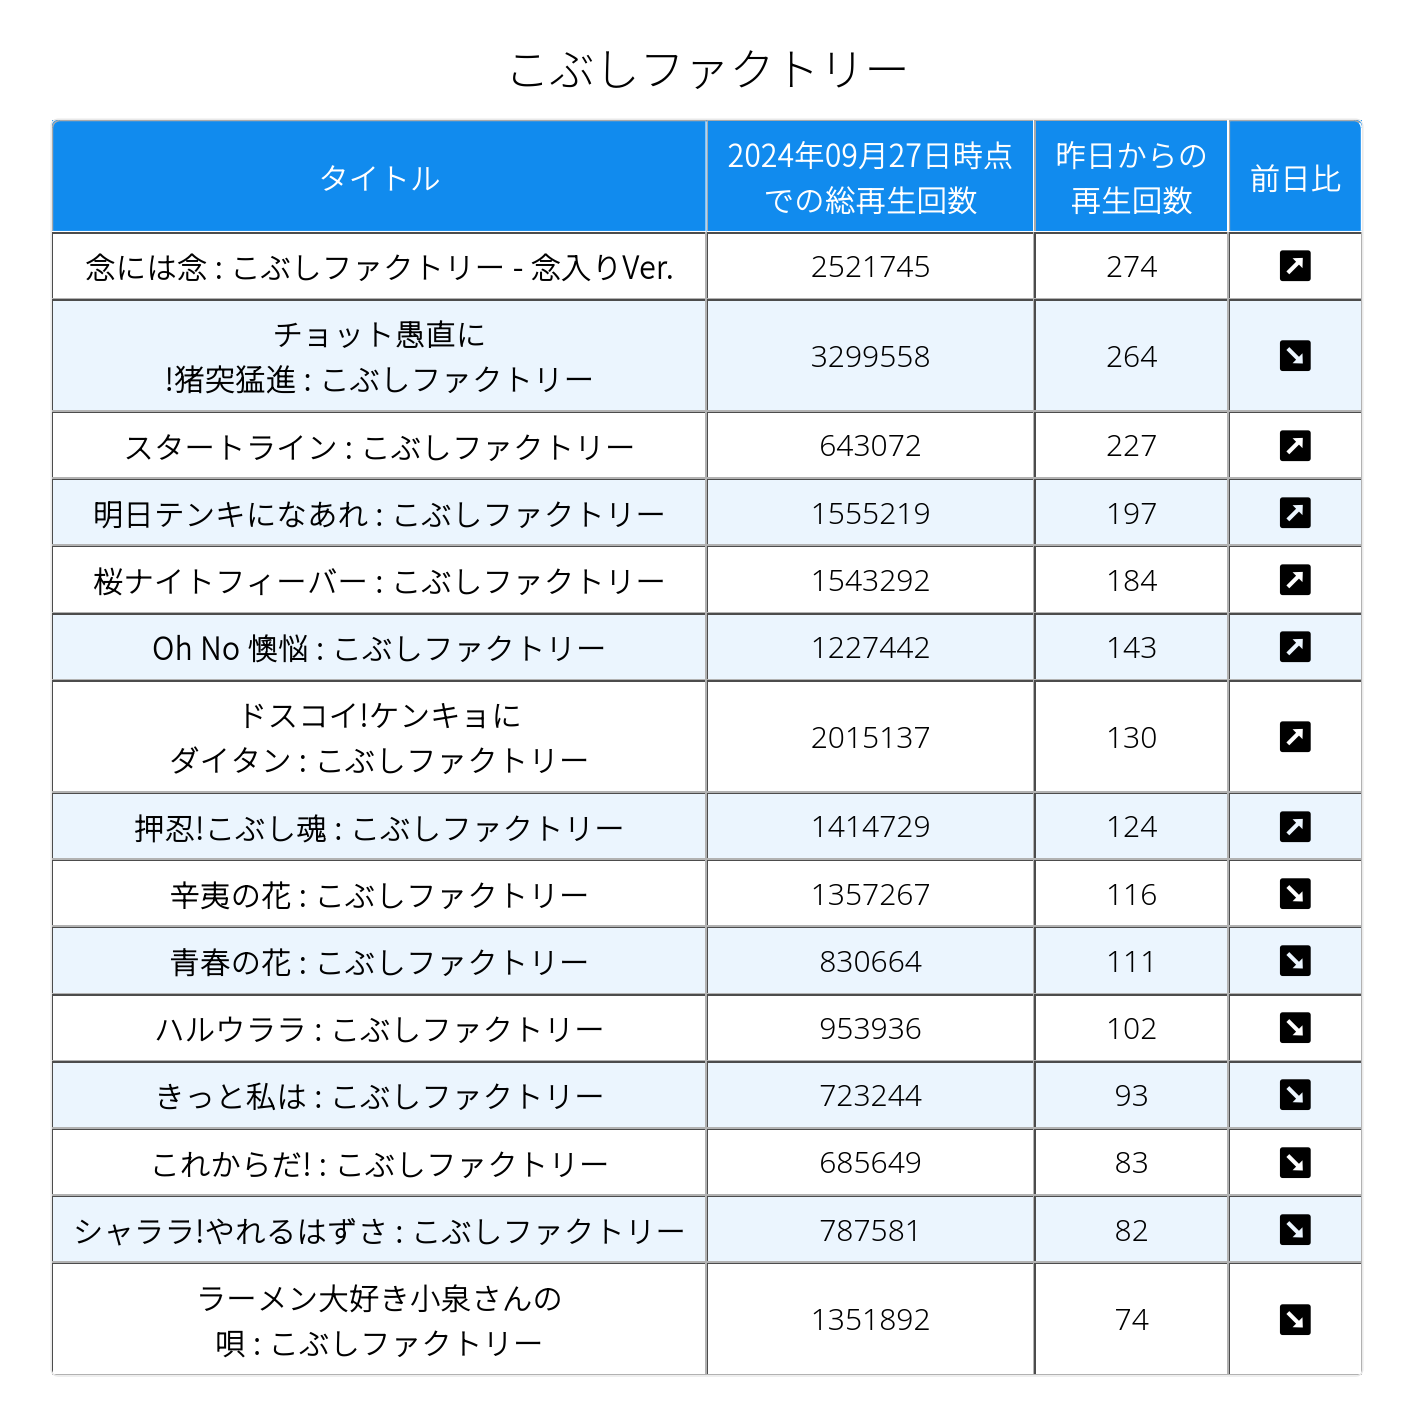 こぶしファクトリー
タイトル
2024年09月27日時点
での総再生回数
昨日からの
再生回数
前日比
念には念 : こぶしファクトリー - 念入りVer.
2521745
274
チョット愚直に
!猪突猛進 : こぶしファクトリー
3299558
264
スタートライン : こぶしファクトリー
643072
227
明日テンキになあれ : こぶしファクトリー
1555219
197
桜ナイトフィーバー : こぶしファクトリー
1543292
184
Oh No 懊悩 : こぶしファクトリー
1227442
143
ドスコイ!ケンキョに
ダイタン : こぶしファクトリー
2015137
130
押忍!こぶし魂 : こぶしファクトリー
1414729
124
辛夷の花 : こぶしファクトリー
1357267
116
青春の花 : こぶしファクトリー
830664
111
ハルウララ : こぶしファクトリー
953936
102
きっと私は : こぶしファクトリー
723244
93
これからだ! : こぶしファクトリー
685649
83
シャララ!やれるはずさ : こぶしファクトリー
787581
82
ラーメン大好き小泉さんの
唄 : こぶしファクトリー
1351892
74